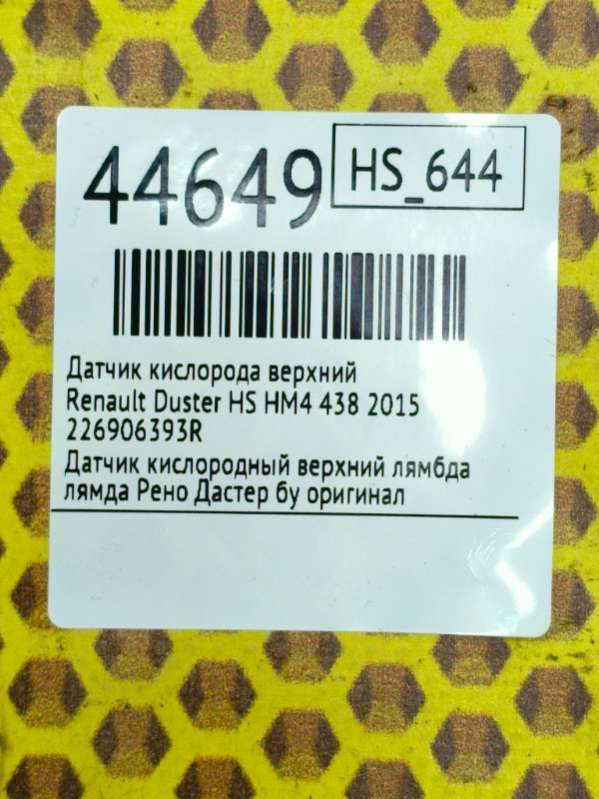 44649
HS_644
Датчик кислорода верхний
Renault Duster HS HM4 438 2015
226906393R
Датчик кислородный верхний лямбда
лямда Рено Дастер бу оригинал